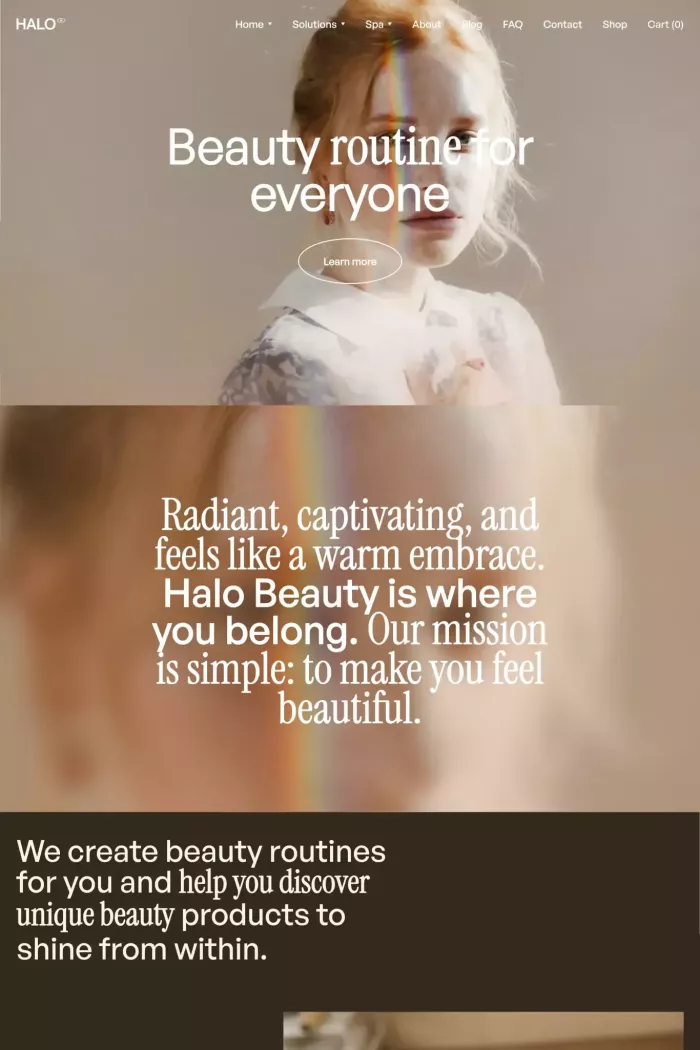 HALO
Home Solutions Spa About Blog FAQ Contact Shop Cart (0)
Beauty routine for
everyone
Learn more
Radiant, captivating, and
feels like a warm embrace.
Halo Beauty is where
you belong. Our mission
is simple: to make you feel
beautiful.
We create beauty routines
for you and help you discover
unique beauty products to
shine from within.